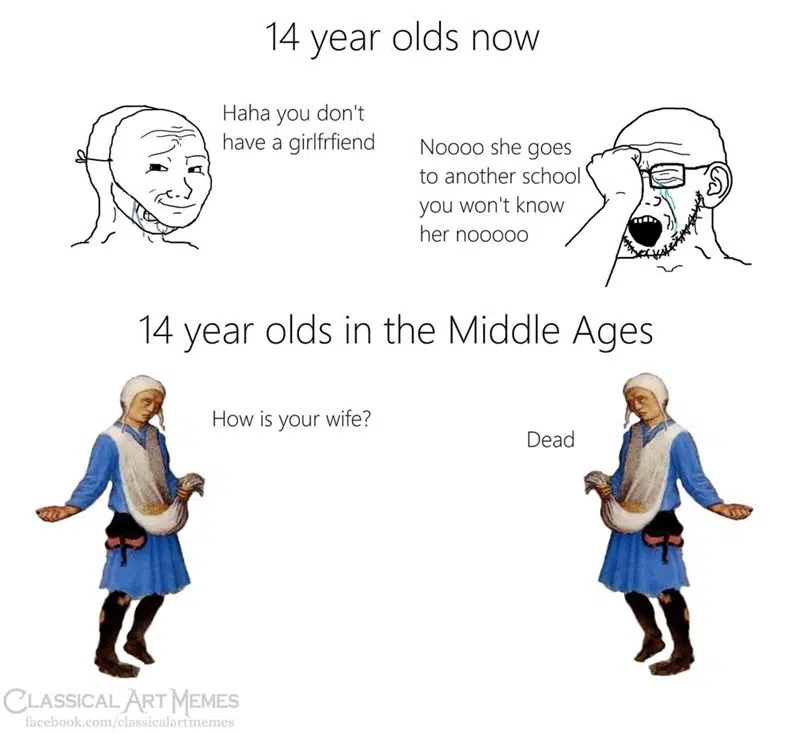 14 year olds now
Haha you don't
have a girlfrfiend
Noooo she goes
to another school
you won't know
her nooooo
14 year olds in the Middle Ages
How is your wife?
Dead
CLASSICAL ART MEMES
facebook.com/classicalartmemes